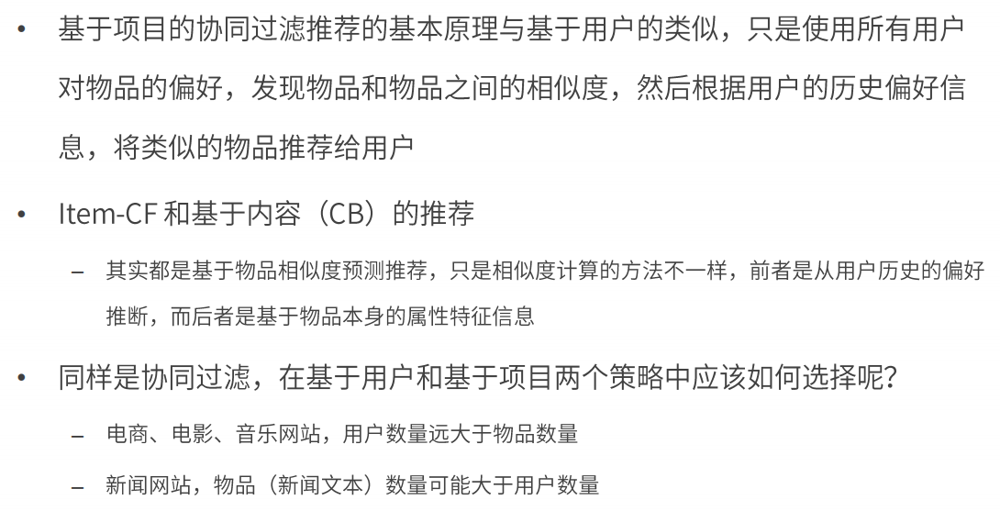 • 基于项目的协同过滤推荐的基本原理与基于用户的类似，只是使用所有用户
对物品的偏好，发现物品和物品之间的相似度，然后根据用户的历史偏好信
息，将类似的物品推荐给用户
• Item-CF 和基于内容（CB）的推荐
– 其实都是基于物品相似度预测推荐，只是相似度计算的方法不一样，前者是从用户历史的偏好
推断，而后者是基于物品本身的属性特征信息
• 同样是协同过滤，在基于用户和基于项目两个策略中应该如何选择呢？
– 电商、电影、音乐网站，用户数量远大于物品数量
– 新闻网站，物品（新闻文本）数量可能大于用户数量